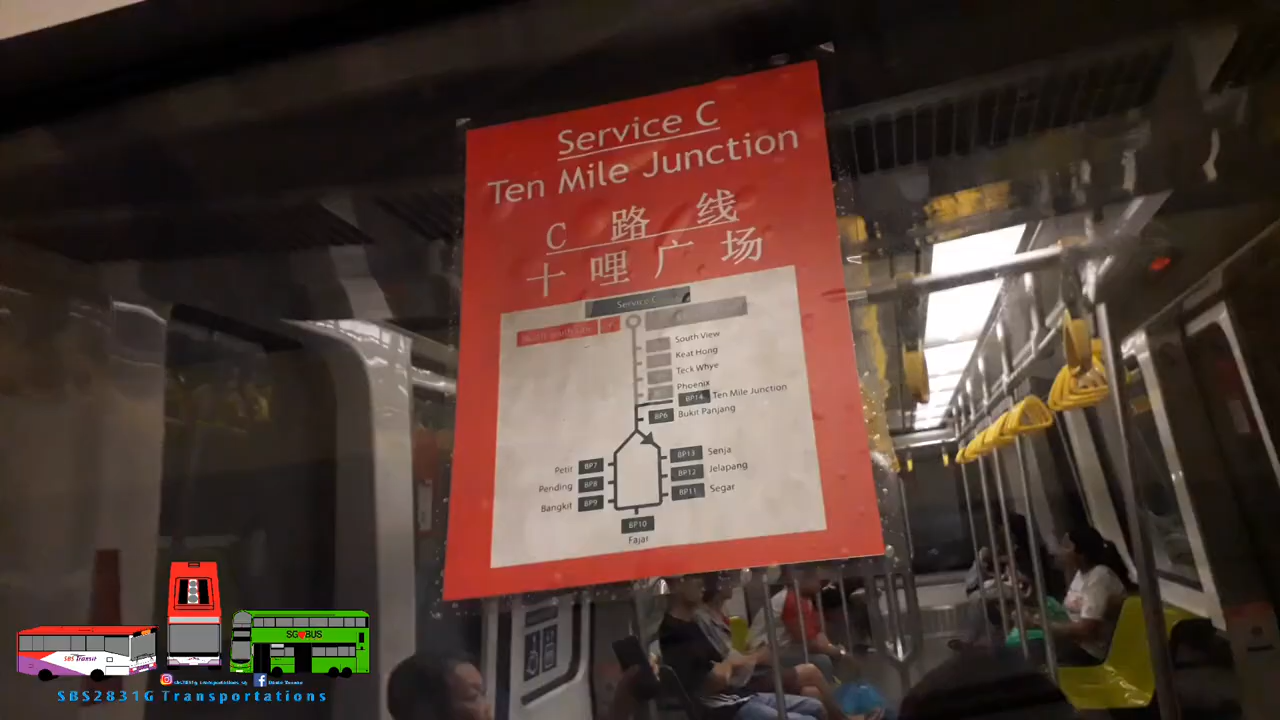 Service C
Ten Mile Junction
C 路 线
十 哩 广 场
Service C
South View
Keat Hong
Teck Whye
Phoenix
BP14 Ten Mile Junction
BP6 Bukit Panjang
Petir BP7
BP13 Senja
Pending BP8
BP12 Jelapang
Bangkit BP9
BP11 Segar
BP10
Fajar
SBS Transit
SG♥BUS
SBS2831G Transportations